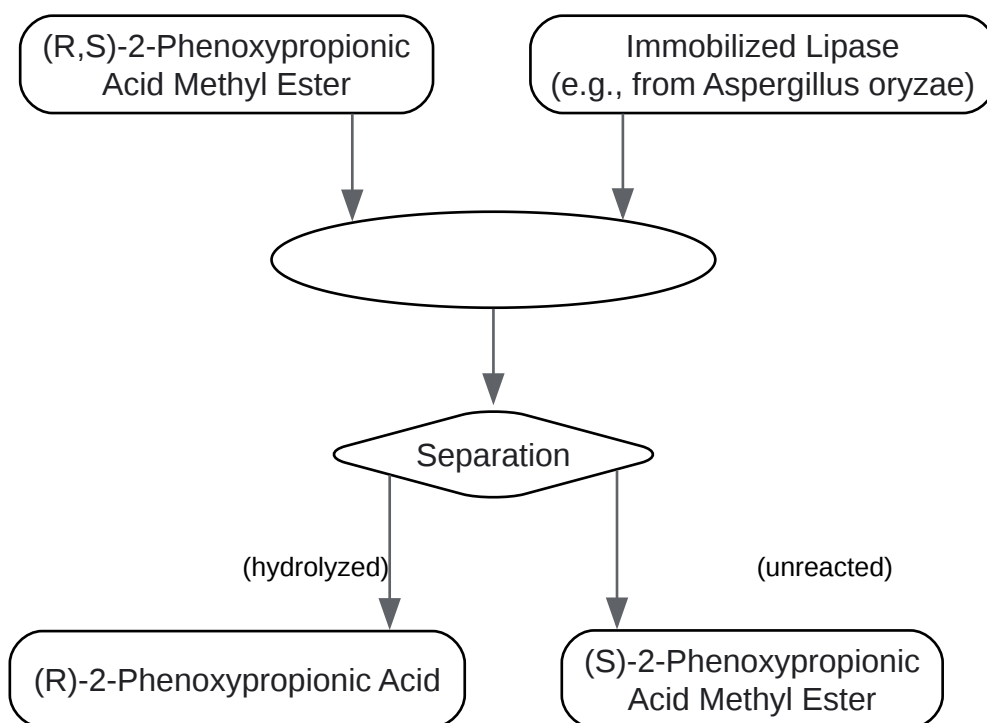 (R,S)-2-Phenoxypropionic
Acid Methyl Ester
Immobilized Lipase
(e.g., from Aspergillus oryzae)
Separation
(hydrolyzed)
(unreacted)
(R)-2-Phenoxypropionic Acid
(S)-2-Phenoxypropionic
Acid Methyl Ester